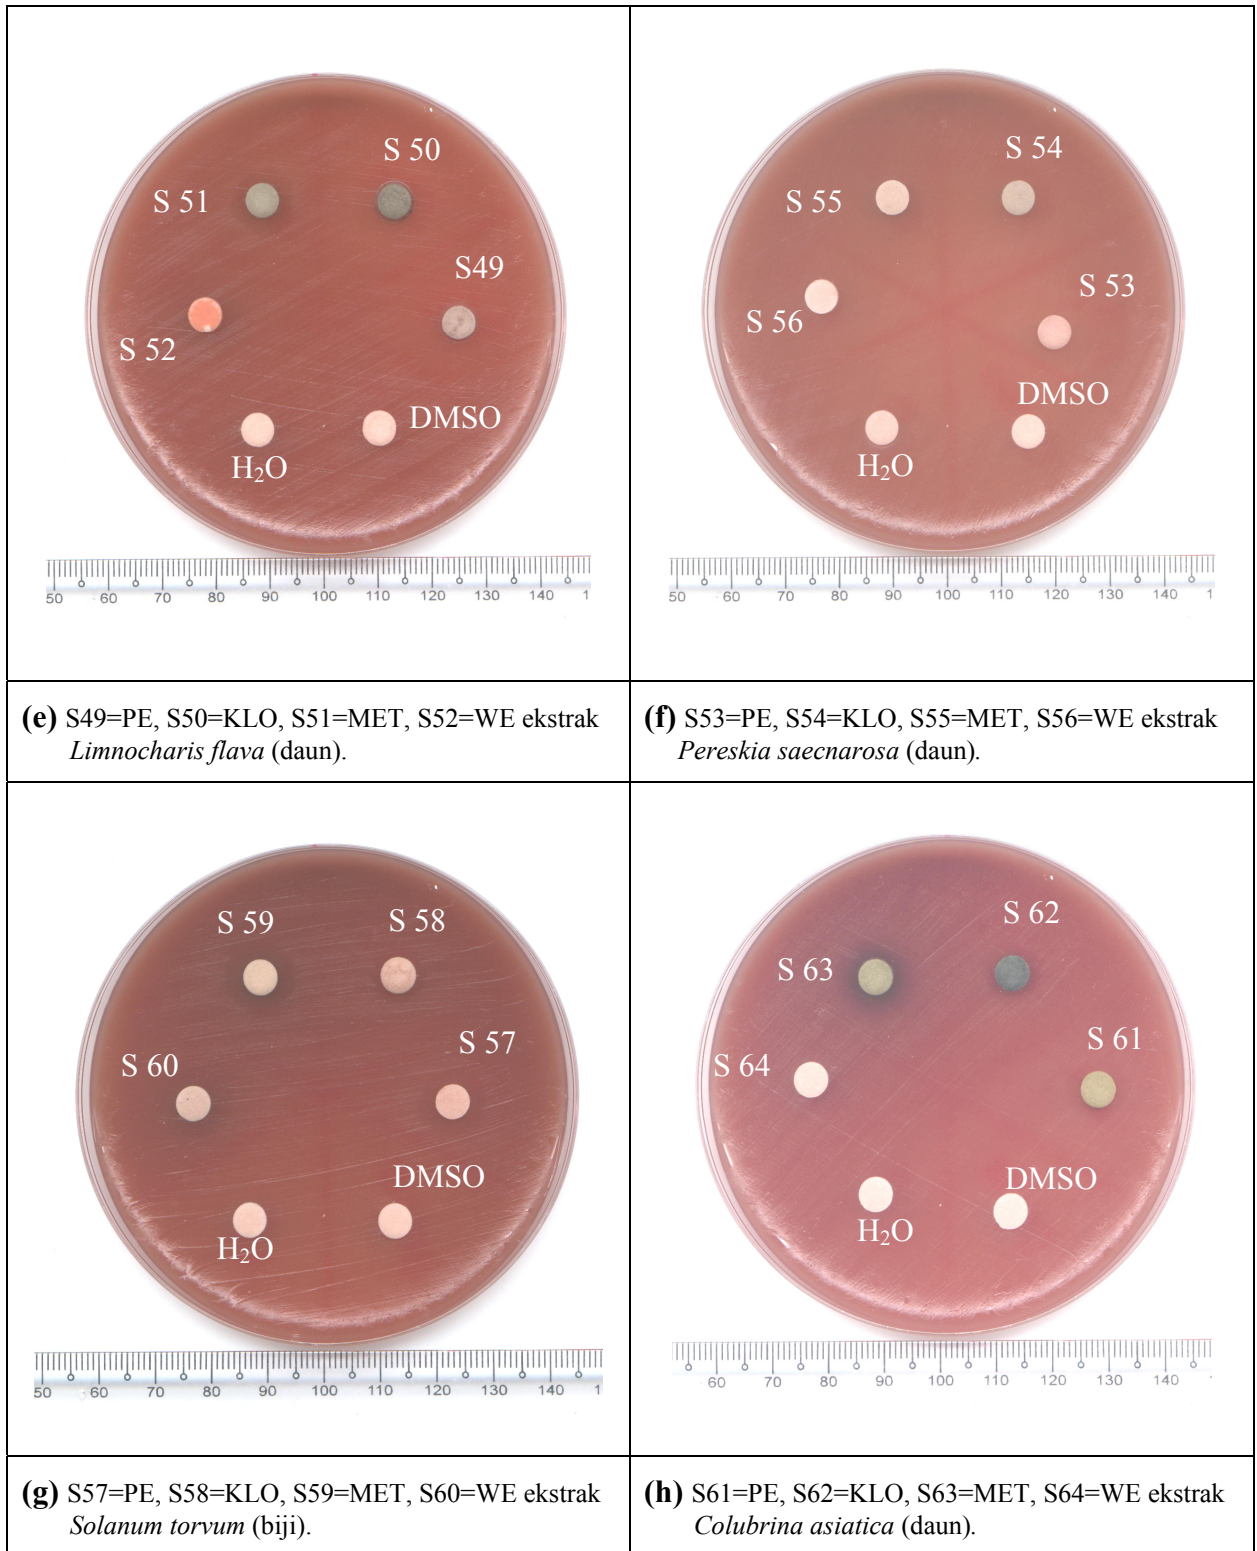 S 50
S 51
S49
S 52
DMSO
H₂O
50 60 70 80 90 100 110 120 130 140 1
S 54
S 55
S 53
S 56
DMSO
H₂O
50 60 70 80 90 100 110 120 130 140 1
(e) S49=PE, S50=KLO, S51=MET, S52=WE ekstrak
Limnocharis flava (daun).
(f) S53=PE, S54=KLO, S55=MET, S56=WE ekstrak
Pereskia saecnarosa (daun).
S 59
S 58
S 57
S 60
DMSO
H₂O
50 60 70 80 90 100 110 120 130 140 1
S 62
S 63
S 61
S 64
DMSO
H₂O
60 70 80 90 100 110 120 130 140
(g) S57=PE, S58=KLO, S59=MET, S60=WE ekstrak
Solanum torvum (biji).
(h) S61=PE, S62=KLO, S63=MET, S64=WE ekstrak
Colubrina asiatica (daun).